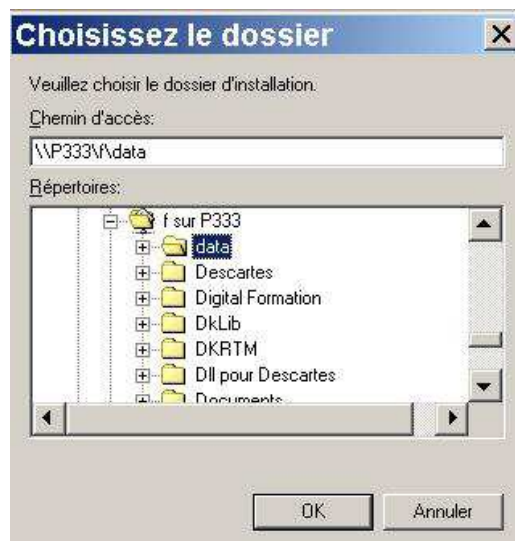 Choisissez le dossier
Veuillez choisir le dossier d'installation.
Chemin d'accès:
\\P333\f\data
Répertoires:
f sur P333
data
Descartes
Digital Formation
DkLib
DKRTM
Dll pour Descartes
Documents
OK Annuler